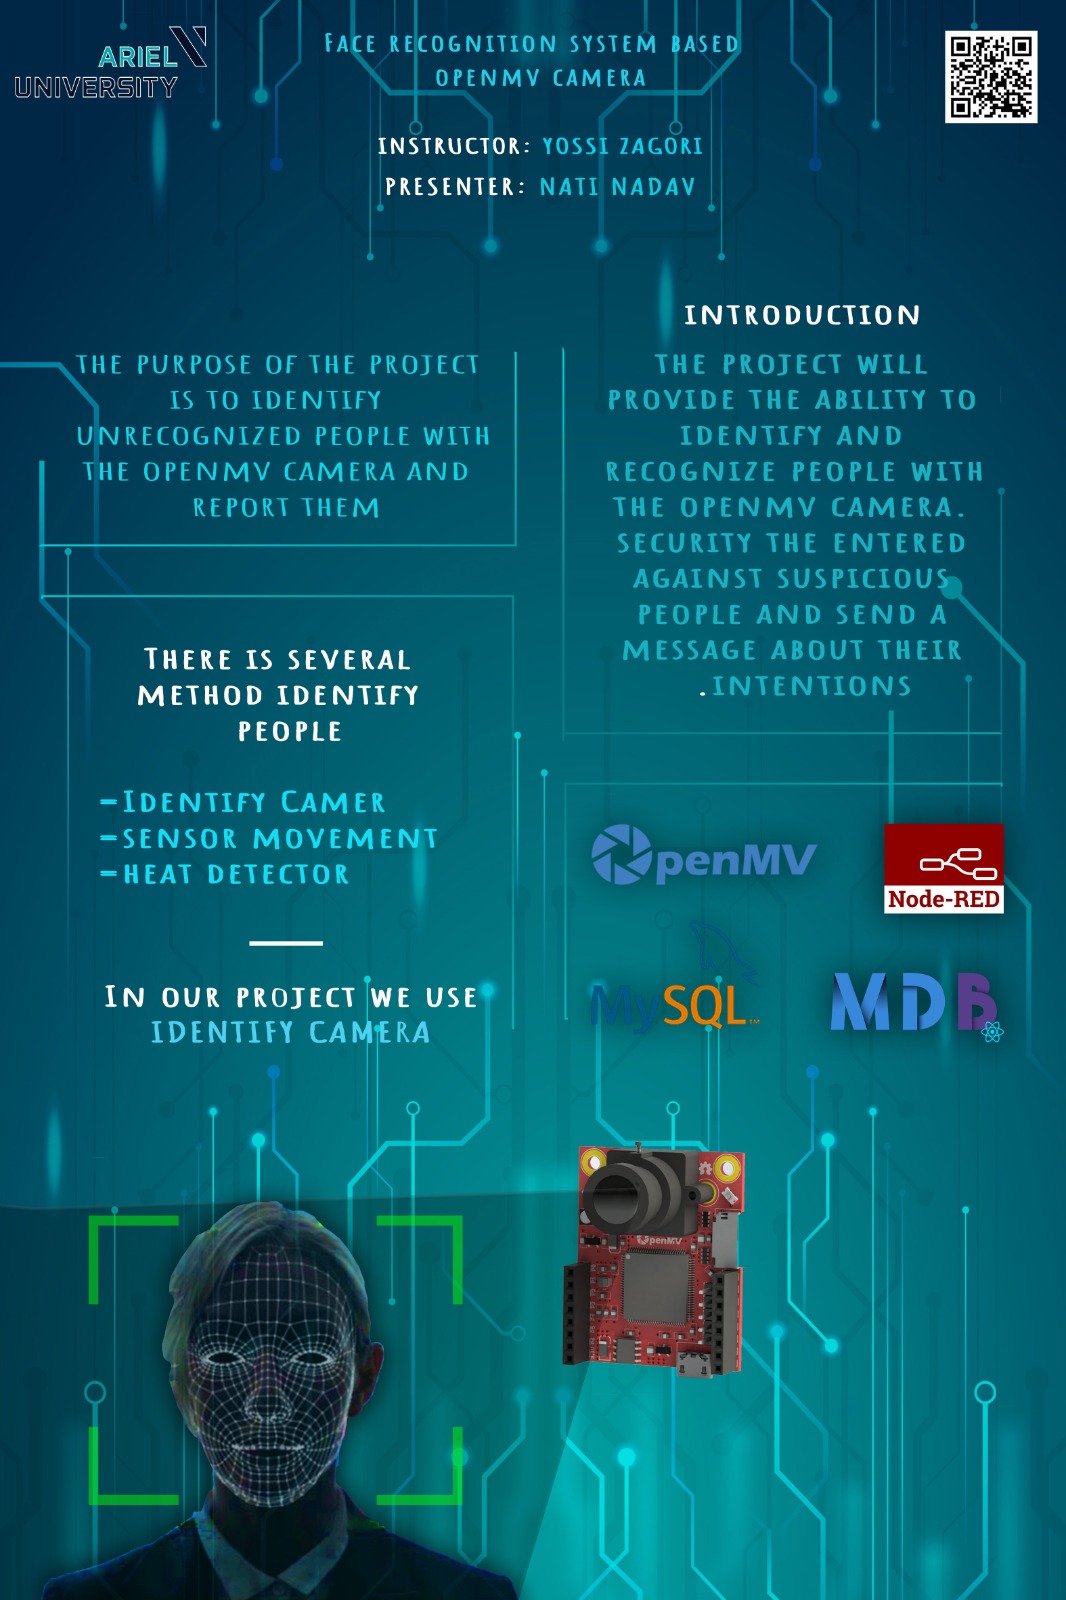 ARIEL
UNIVERSITY
FACE RECOGNITION SYSTEM BASED
OPENMV CAMERA
INSTRUCTOR: YOSSI ZAGORI
PRESENTER: NATI NADAV
THE PURPOSE OF THE PROJECT
IS TO IDENTIFY
UNRECOGNIZED PEOPLE WITH
THE OPENMV CAMERA AND
REPORT THEM
INTRODUCTION
THE PROJECT WILL
PROVIDE THE ABILITY TO
IDENTIFY AND
RECOGNIZE PEOPLE WITH
THE OPENMV CAMERA.
SECURITY THE ENTERED
AGAINST SUSPICIOUS
PEOPLE AND SEND A
MESSAGE ABOUT THEIR
.INTENTIONS
THERE IS SEVERAL
METHOD IDENTIFY
PEOPLE
-IDENTIFY CAMER
-SENSOR MOVEMENT
-HEAT DETECTOR
IN OUR PROJECT WE USE
IDENTIFY CAMERA
OpenMV
Node-RED
MySQL™
MDB
OpenMV